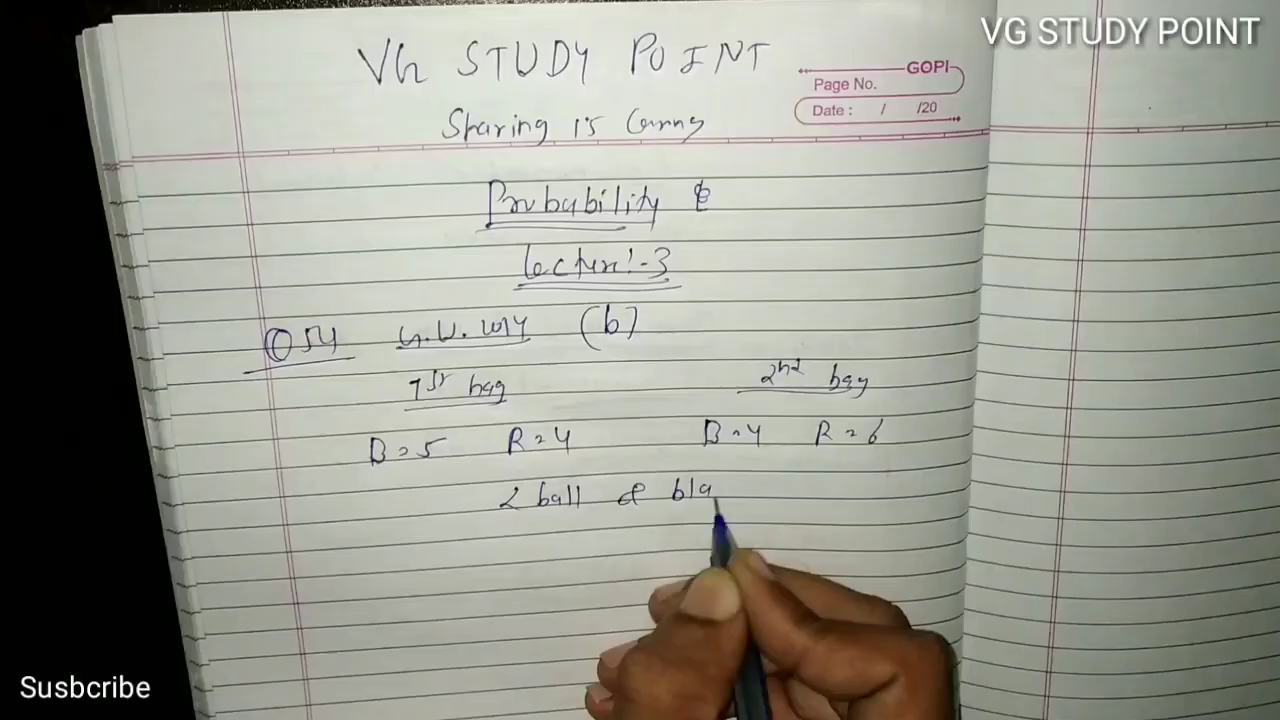 VG STUDY POINT
VG STUDY POINT
GOPI
Page No.
Date : / /20
Sharing is Caring
Probability
Lecture:-3
(b)
1st bag 2nd bag
B=5 R=4 B=4 R=6
2 ball of bla
Susbcribe